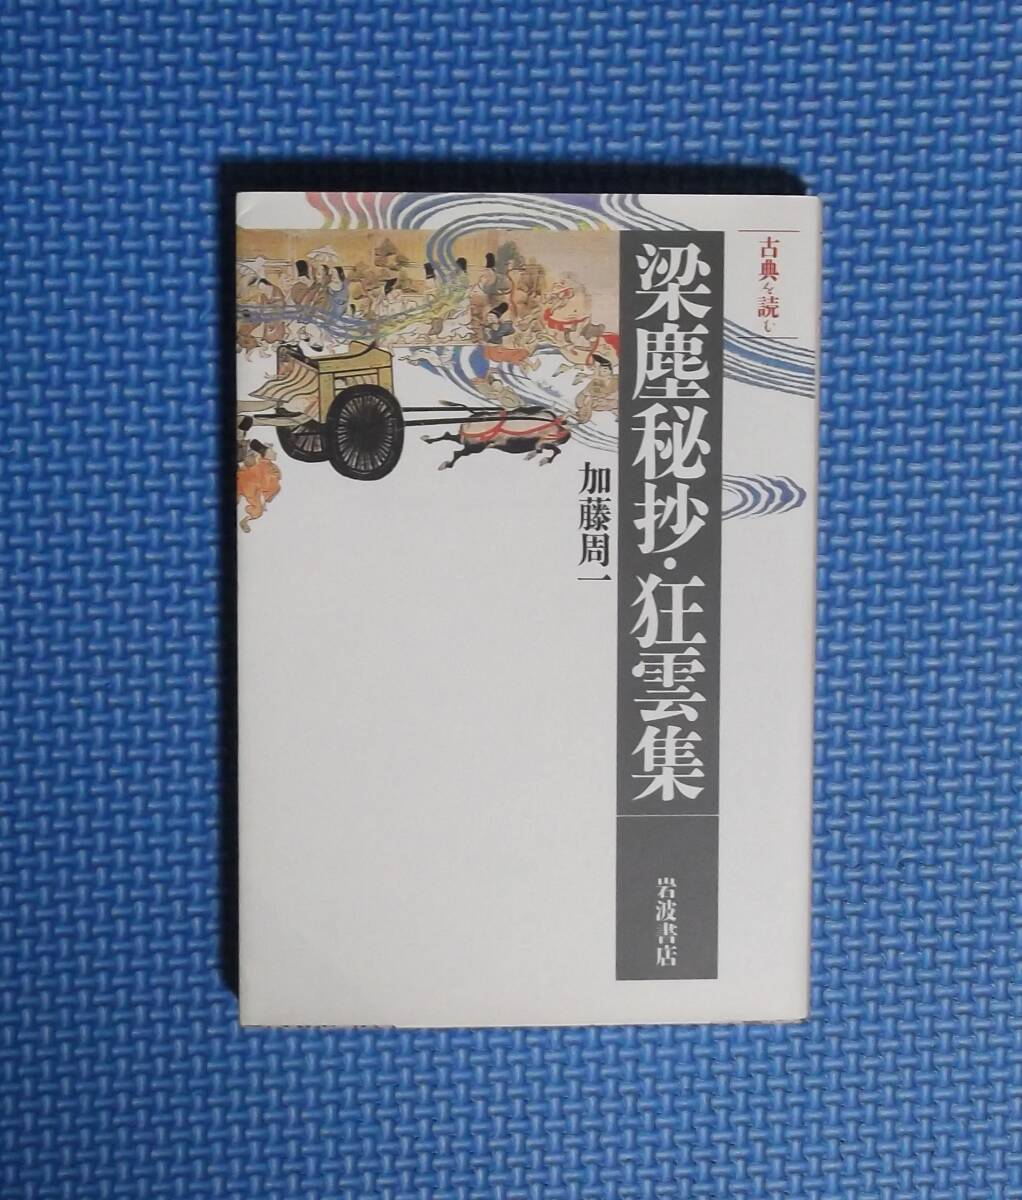 古典を読む
梁塵秘抄・狂雲集
岩波書店
加藤周一